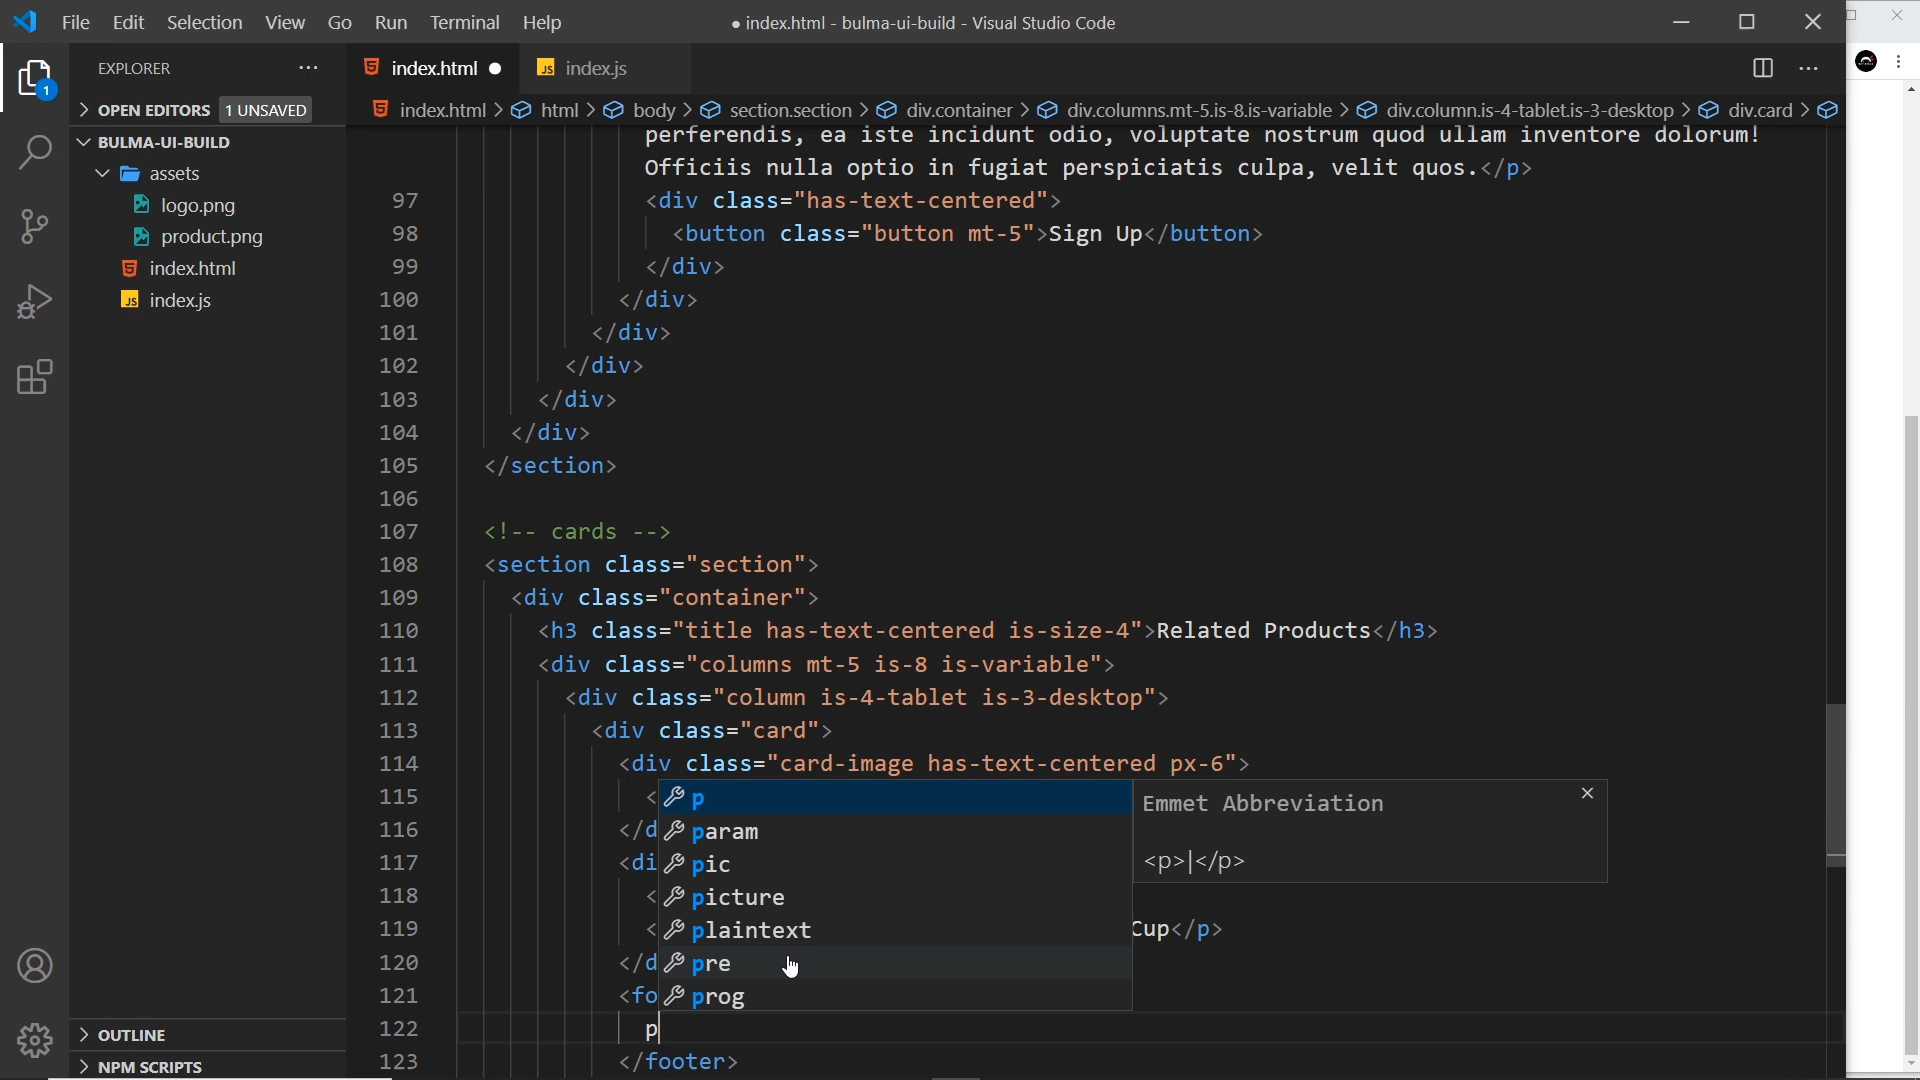 File Edit Selection View Go Run Terminal Help
● index.html - bulma-ui-build - Visual Studio Code
EXPLORER
index.html
JS index.js
OPEN EDITORS 1 UNSAVED
index.html > html > body > section.section > div.container > div.columns.mt-5.is-8.is-variable > div.column.is-4-tablet.is-3-desktop > div.card >
1
BULMA-UI-BUILD
assets
logo.png
product.png
index.html
JS index.js
OUTLINE
NPM SCRIPTS
perferendis, ea iste incidunt odio, voluptate nostrum quod ullam inventore dolorum!
Officiis nulla optio in fugiat perspiciatis culpa, velit quos.</p>
97 <div class="has-text-centered">
98 <button class="button mt-5">Sign Up</button>
99 </div>
100 </div>
101 </div>
102 </div>
103 </div>
104 </div>
105 </section>
106
107 <!-- cards -->
108 <section class="section">
109 <div class="container">
110 <h3 class="title has-text-centered is-size-4">Related Products</h3>
111 <div class="columns mt-5 is-8 is-variable">
112 <div class="column is-4-tablet is-3-desktop">
113 <div class="card">
114 <div class="card-image has-text-centered px-6">
115 <
116 </d
117 <di
118 <
119 < Cup</p>
120 </d
121 <fo
122 p
123 </footer>
p
param
pic
picture
plaintext
pre
prog
Emmet Abbreviation
<p>|</p>